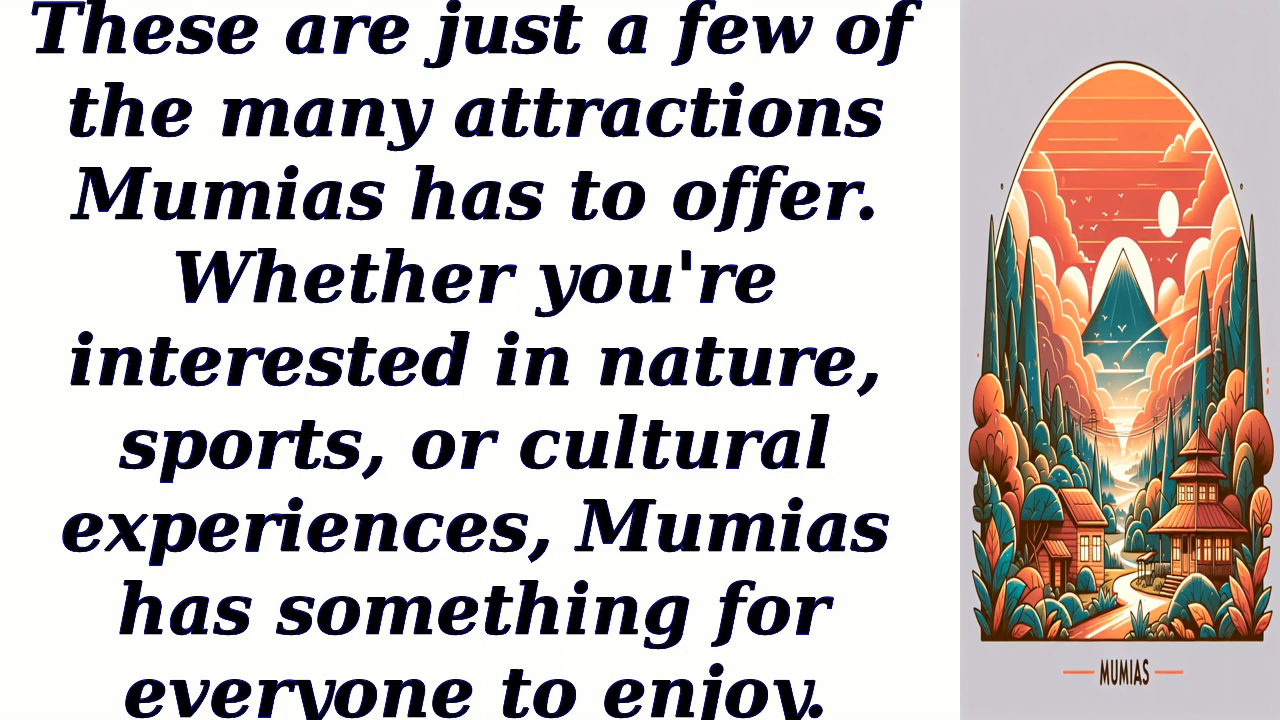 These are just a few of
the many attractions
Mumias has to offer.
Whether you're
interested in nature,
sports, or cultural
experiences, Mumias
has something for
everyone to enjoy.
MUMIAS